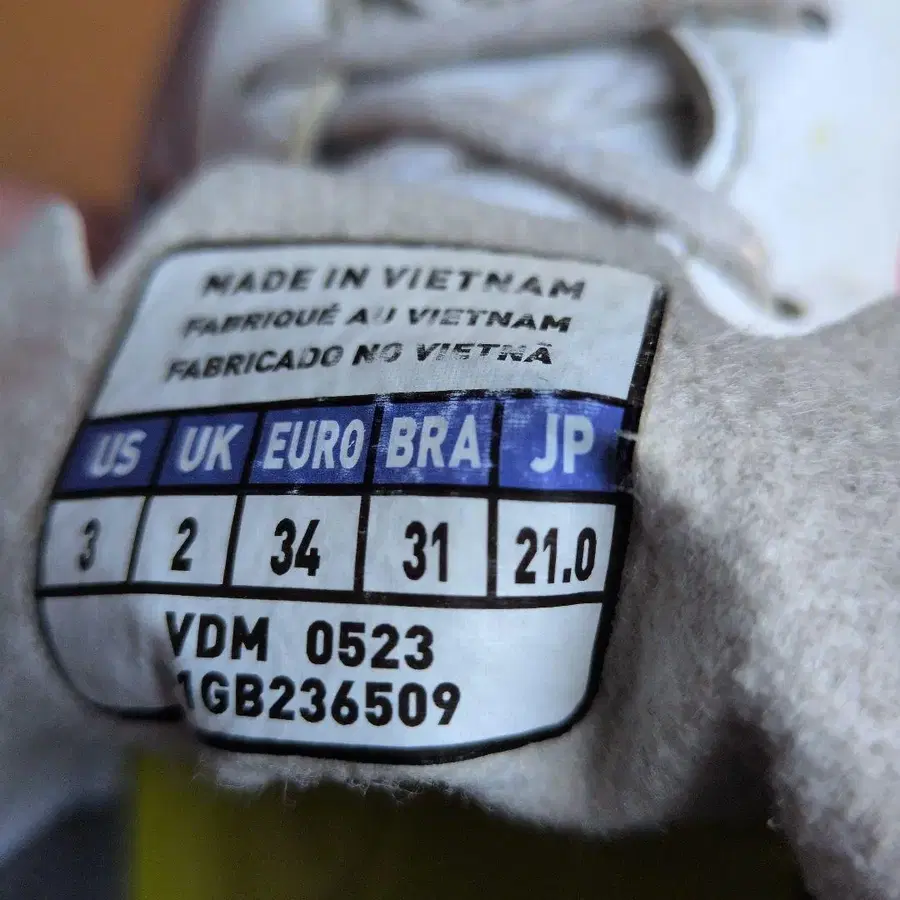 MADE IN VIETNAM
FABRIQUÉ AU VIETNAM
FABRICADO NO VIETNÃ
US UK EURO BRA JP
3 2 34 31 21.0
VDM 0523
1GB236509